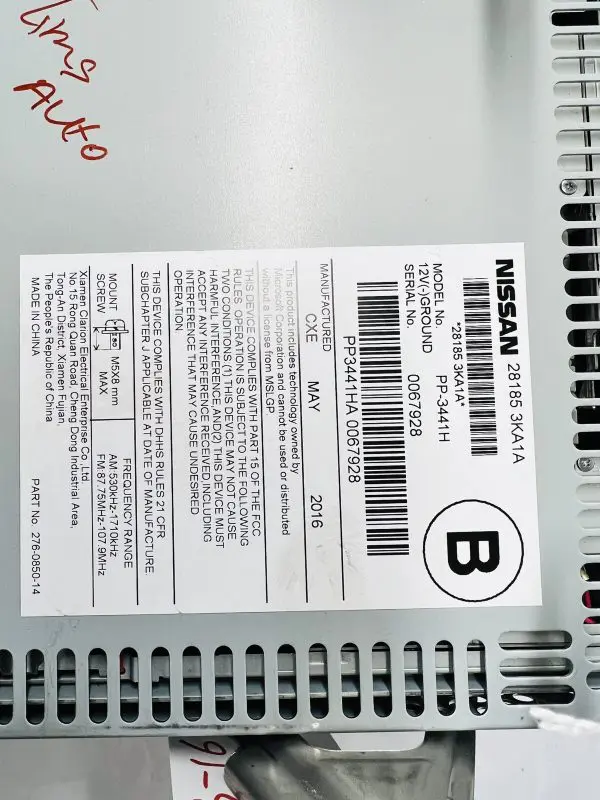 Tims
AUTO
NISSAN 28185 3KA1A
*28185 3KA1A*
B
MODEL No. PP-3441H
12V(-)GROUND
SERIAL No. 0067928
PP3441HA 0067928
MANUFACTURED
CXE MAY 2016
This product includes technology owned by
Microsoft Corporation and cannot be used or distributed
without a license from MSLGP.
THIS DEVICE COMPLIES WITH PART 15 OF THE FCC
RULES.OPERATION IS SUBJECT TO THE FOLLOWING
TWO CONDITIONS,(1) THIS DEVICE MAY NOT CAUSE
HARMFUL INTERFERENCE,AND(2) THIS DEVICE MUST
ACCEPT ANY INTERFERENCE RECEIVED,INCLUDING
INTERFERENCE THAT MAY CAUSE UNDESIRED
OPERATION
THIS DEVICE COMPLIES WITH DHHS RULES 21 CFR
SUBCHAPTER J APPLICABLE AT DATE OF MANUFACTURE
MOUNT
SCREW
M5X8 mm
MAX
FREQUENCY RANGE
AM:530kHz-1710kHz
FM:87.75MHz-107.9MHz
Xiamen Clarion Electrical Enterprise Co.,Ltd
No.15 Rong Quan Road, Cheng Dong Industrial Area,
Tong-An District, Xiamen Fujian,
The People's Republic of China
MADE IN CHINA PART No. 276-0850-14